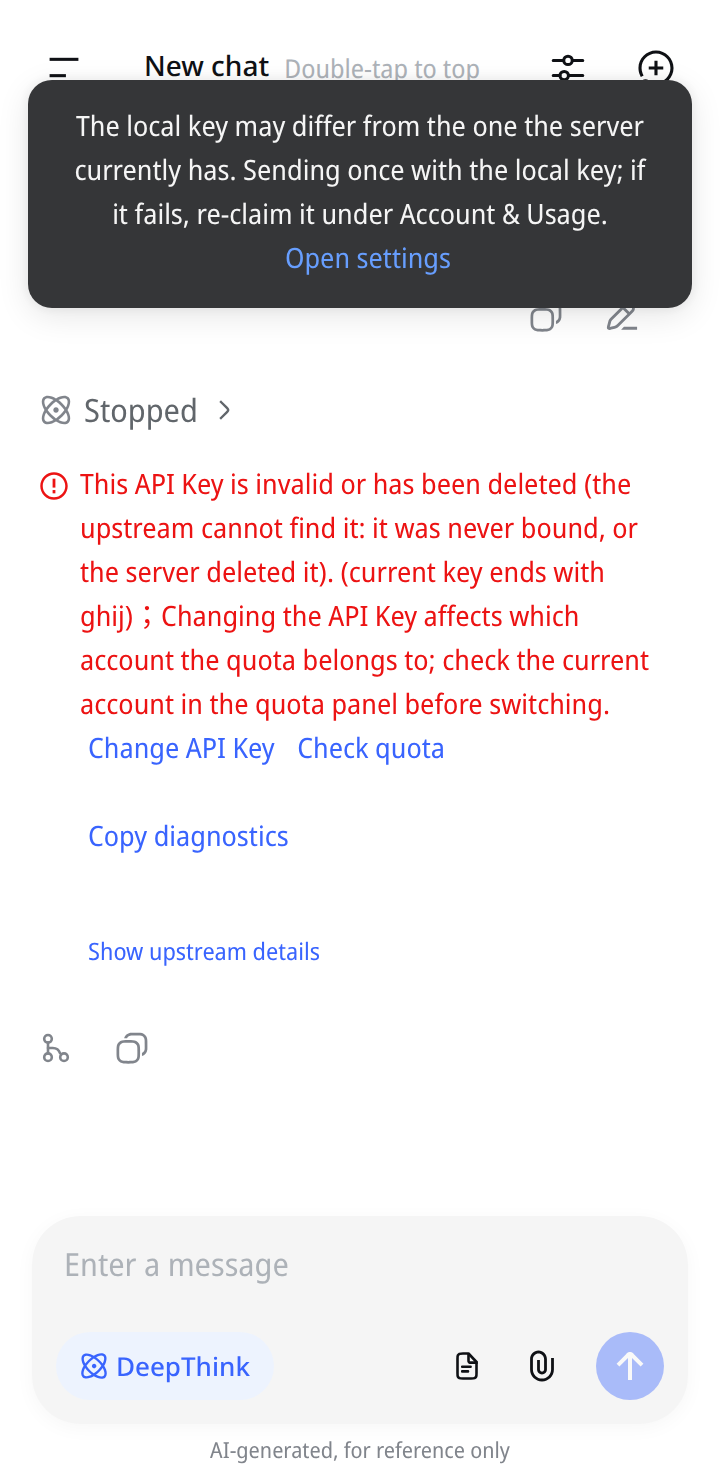 New chat Double-tap to top
The local key may differ from the one the server
currently has. Sending once with the local key; if
it fails, re-claim it under Account & Usage.
Open settings
Stopped
This API Key is invalid or has been deleted (the
upstream cannot find it: it was never bound, or
the server deleted it). (current key ends with
ghij)；Changing the API Key affects which
account the quota belongs to; check the current
account in the quota panel before switching.
Change API Key Check quota
Copy diagnostics
Show upstream details
Enter a message
DeepThink
AI-generated, for reference only